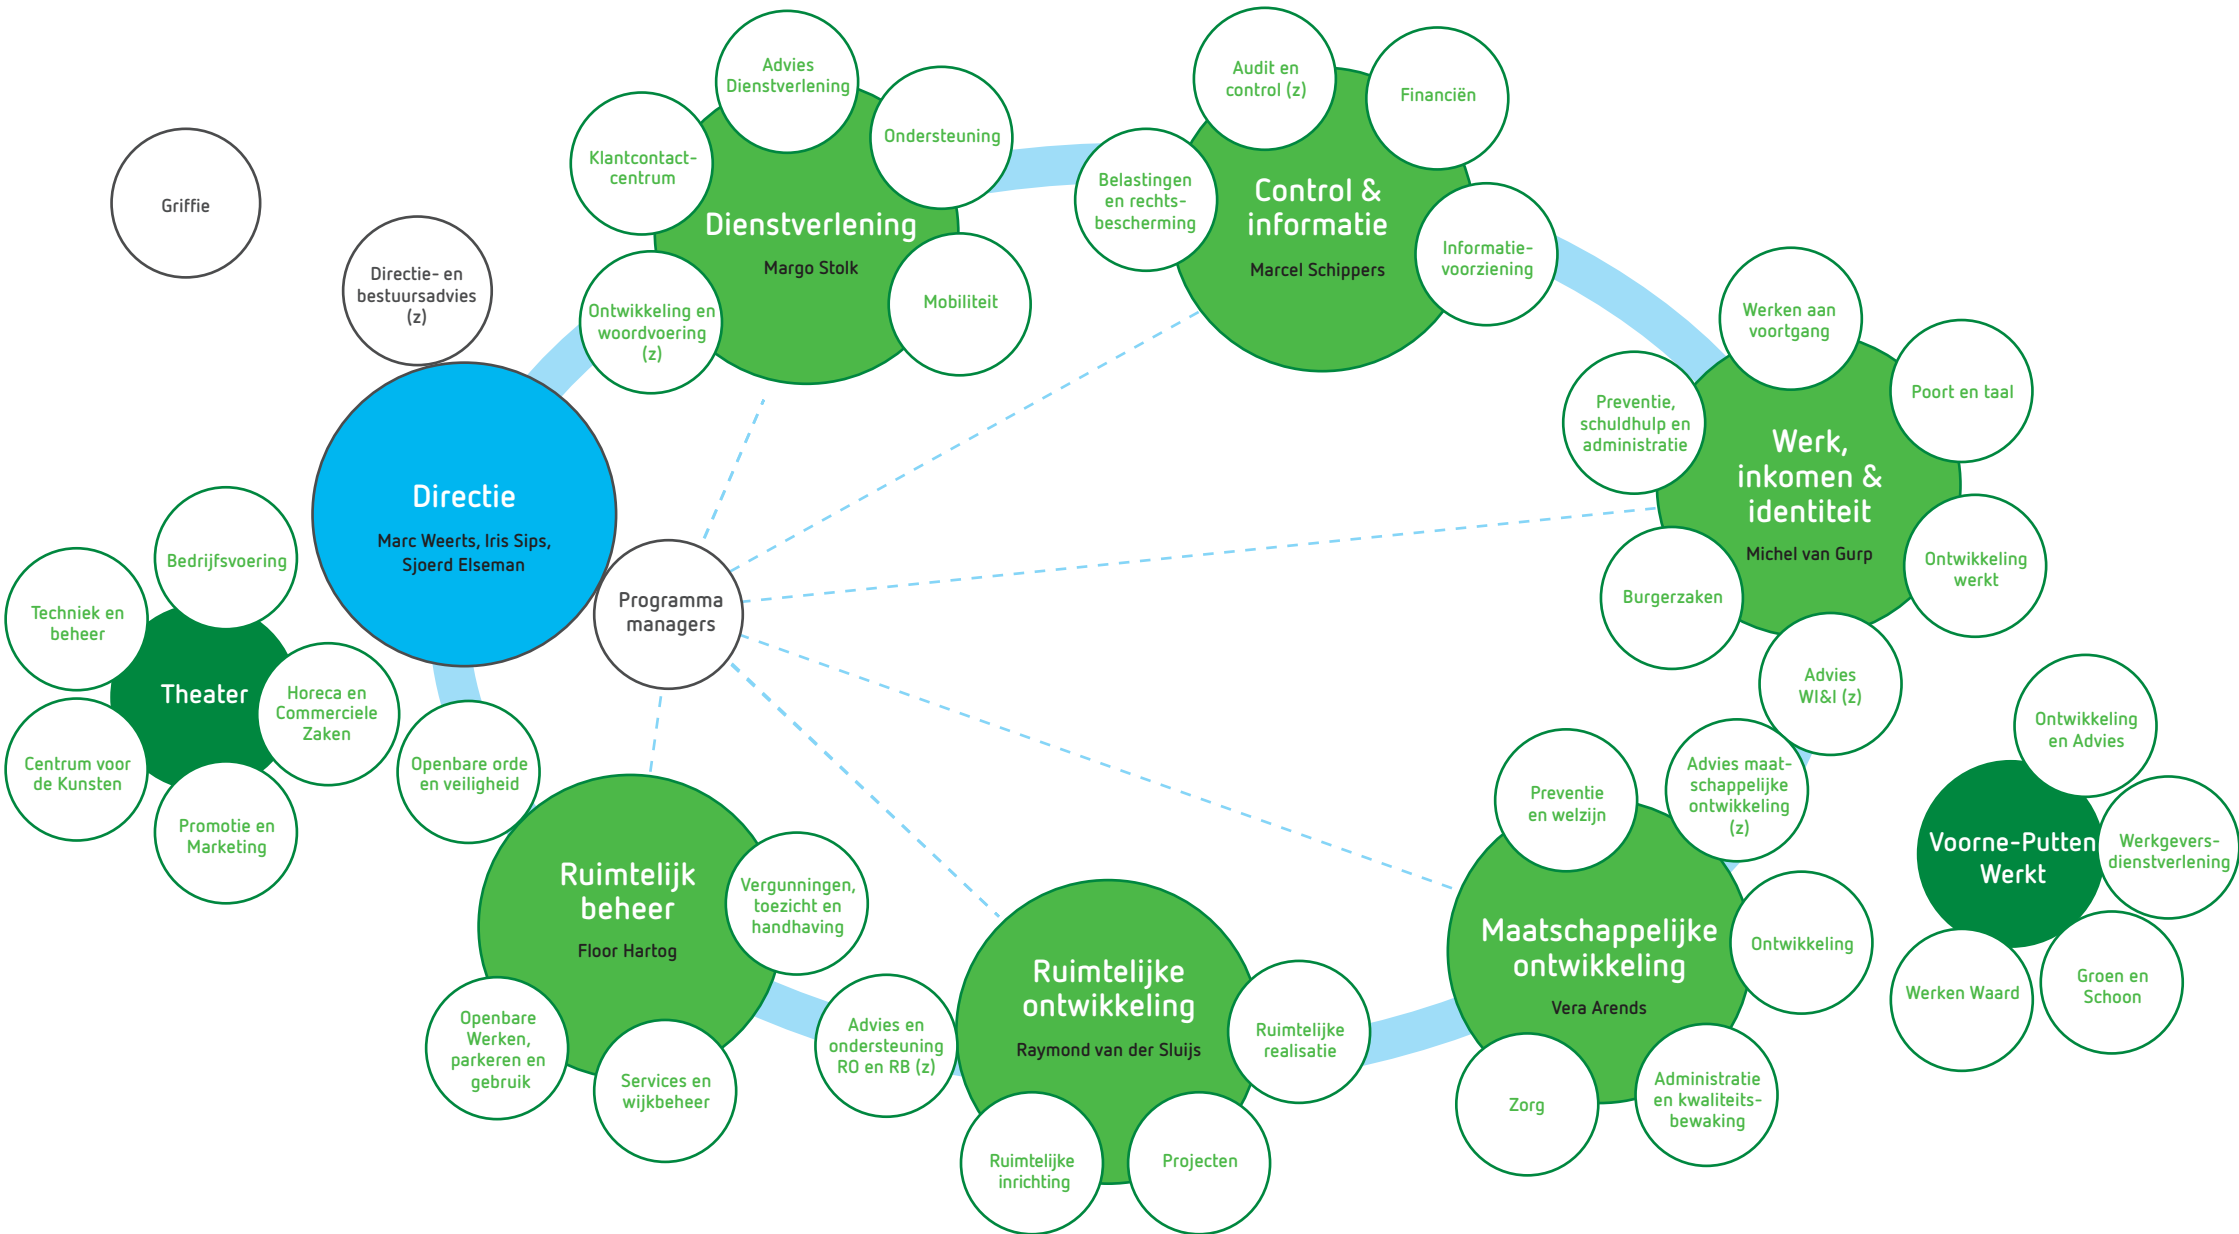 Griffie
Directie- en
bestuursadvies
(z)
Directie
Marc Weerts, Iris Sips,
Sjoerd Elseman
Programma
managers
Advies
Dienstverlening
Klantcontact-
centrum
Ondersteuning
Dienstverlening
Margo Stolk
Ontwikkeling en
woordvoering
(z)
Mobiliteit
Audit en
control (z)
Financiën
Belastingen
en rechts-
bescherming
Control &
informatie
Marcel Schippers
Informatie-
voorziening
Werken aan
voortgang
Poort en taal
Preventie,
schuldhulp en
administratie
Werk,
inkomen &
identiteit
Michel van Gurp
Ontwikkeling
werkt
Burgerzaken
Advies
WI&I (z)
Bedrijfsvoering
Techniek en
beheer
Theater
Horeca en
Commerciele
Zaken
Centrum voor
de Kunsten
Promotie en
Marketing
Openbare orde
en veiligheid
Ruimtelijk
beheer
Floor Hartog
Vergunningen,
toezicht en
handhaving
Openbare
Werken,
parkeren en
gebruik
Services en
wijkbeheer
Advies en
ondersteuning
RO en RB (z)
Ruimtelijke
ontwikkeling
Raymond van der Sluijs
Ruimtelijke
realisatie
Ruimtelijke
inrichting
Projecten
Preventie
en welzijn
Advies maat-
schappelijke
ontwikkeling
(z)
Maatschappelijke
ontwikkeling
Vera Arends
Ontwikkeling
Zorg
Administratie
en kwaliteits-
bewaking
Ontwikkeling
en Advies
Voorne-Putten
Werkt
Werkgevers-
dienstverlening
Werken Waard
Groen en
Schoon